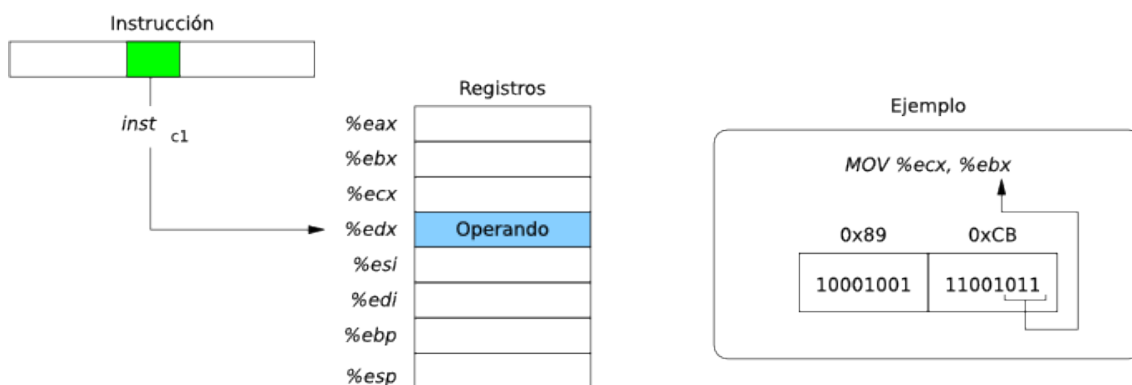 Instrucción
inst c1
Registros
%eax
%ebx
%ecx
%edx Operando
%esi
%edi
%ebp
%esp
Ejemplo
MOV %ecx, %ebx
0x89 0xCB
10001001 11001011